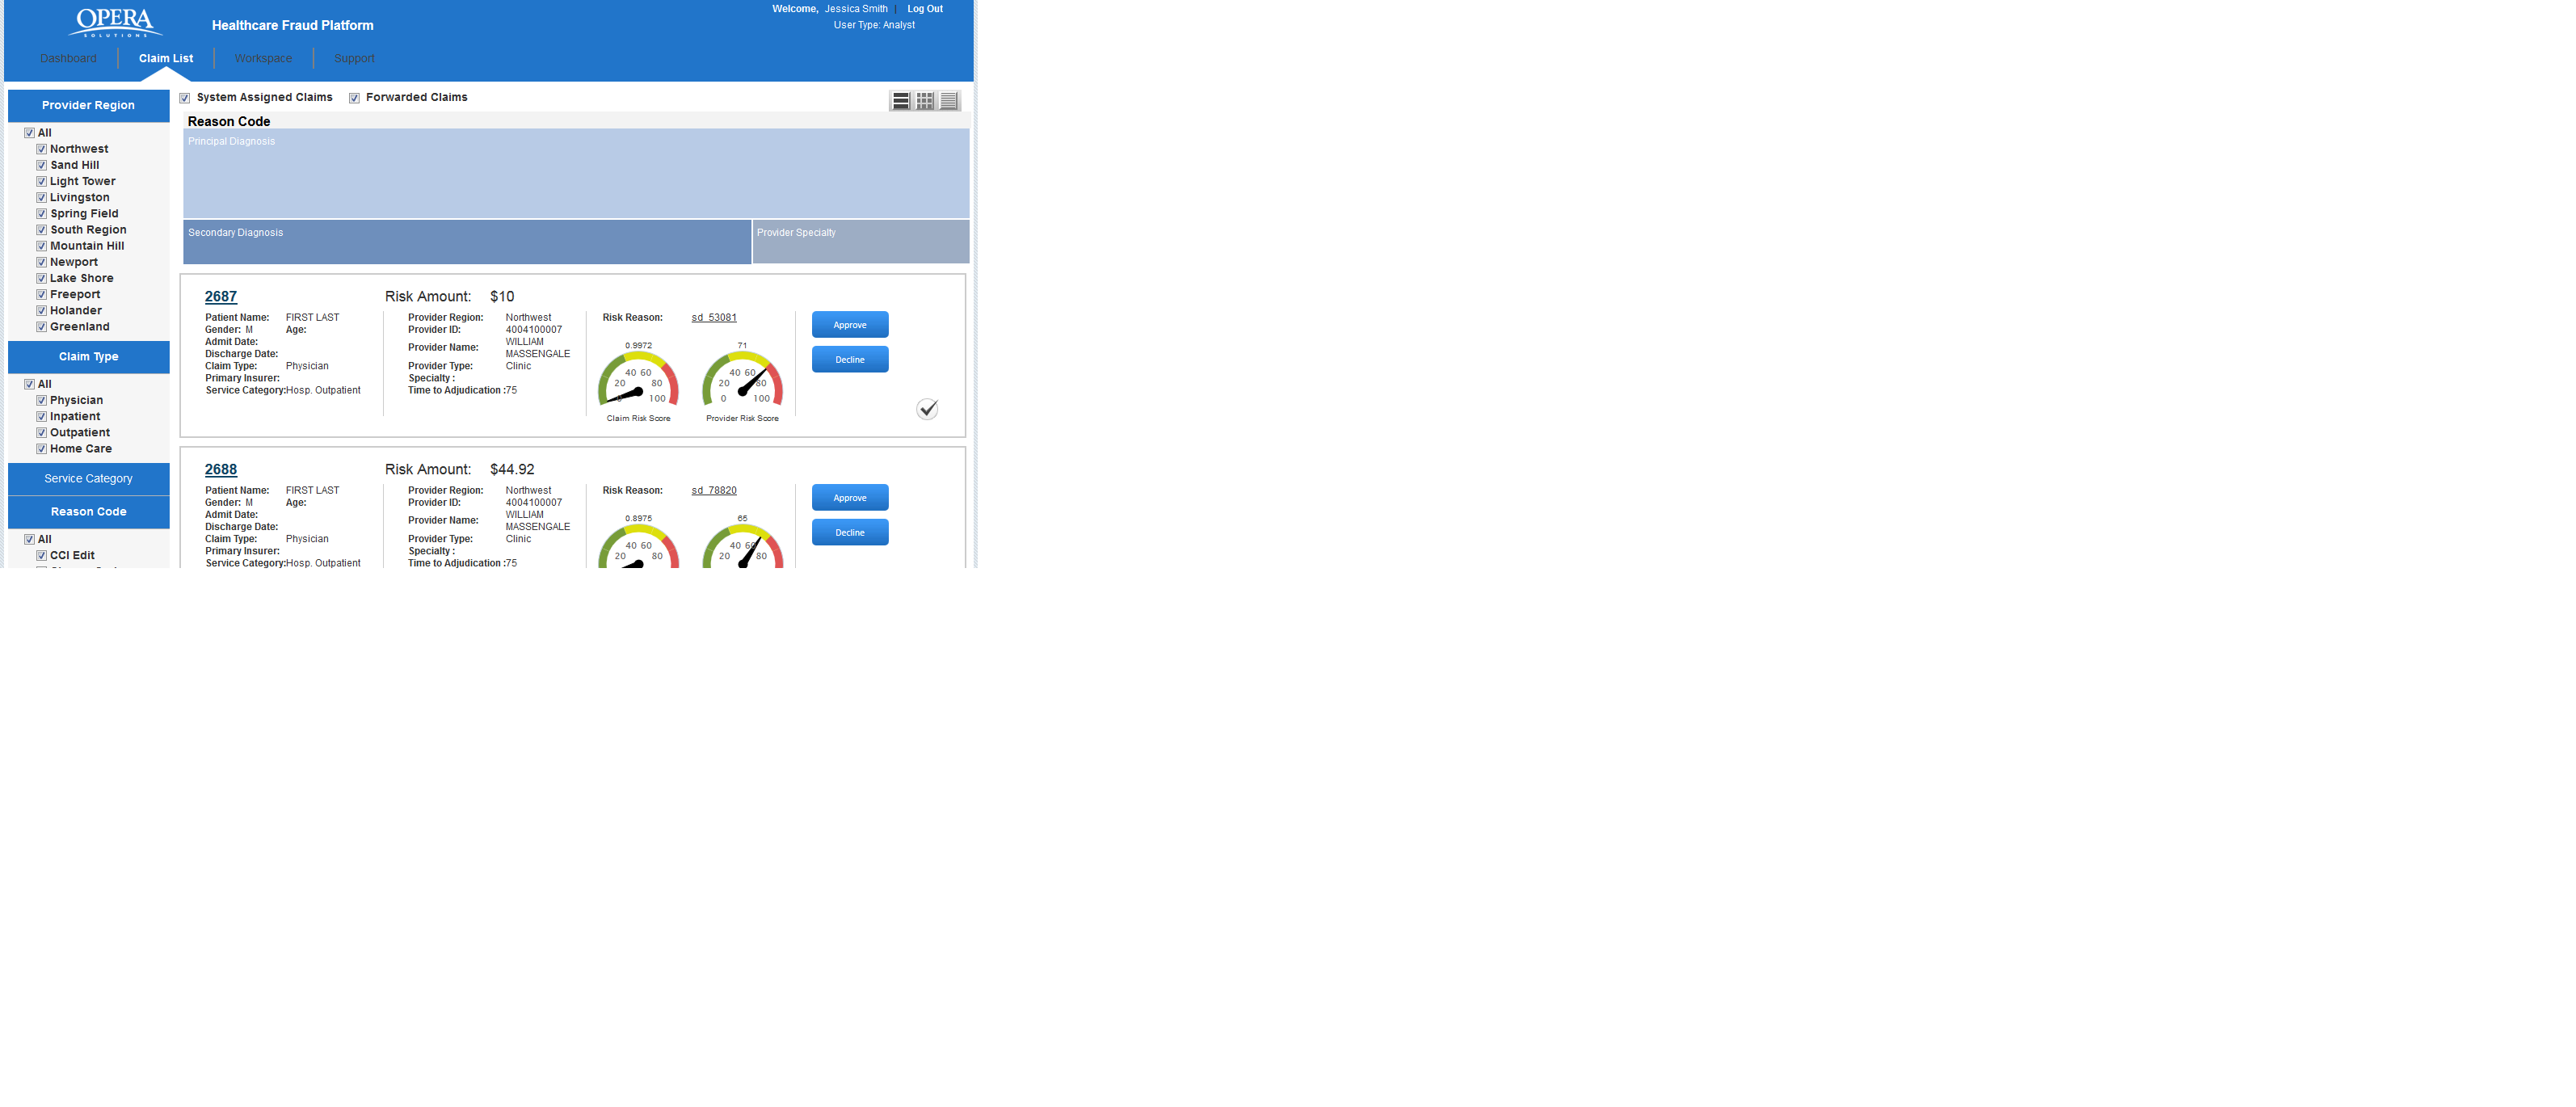 OPERA
SOLUTIONS
Healthcare Fraud Platform
Welcome, Jessica Smith | Log Out
User Type: Analyst
Dashboard
Claim List
Workspace
Support
Provider Region
All
Northwest
Sand Hill
Light Tower
Livingston
Spring Field
South Region
Mountain Hill
Newport
Lake Shore
Freeport
Holander
Greenland
Claim Type
All
Physician
Inpatient
Outpatient
Home Care
Service Category
Reason Code
All
CCI Edit
System Assigned Claims
Forwarded Claims
Reason Code
Principal Diagnosis
Secondary Diagnosis
Provider Specialty
2687
Risk Amount: $10
Patient Name: FIRST LAST
Gender: M Age:
Admit Date:
Discharge Date:
Claim Type: Physician
Primary Insurer:
Service Category:Hosp. Outpatient
Provider Region: Northwest
Provider ID: 4004100007
Provider Name: WILLIAM
MASSENGALE
Provider Type: Clinic
Specialty :
Time to Adjudication :75
Risk Reason: sd_53081
0.9972
0 20 40 60 80 100
Claim Risk Score
71
0 20 40 60 80 100
Provider Risk Score
Approve
Decline
2688
Risk Amount: $44.92
Patient Name: FIRST LAST
Gender: M Age:
Admit Date:
Discharge Date:
Claim Type: Physician
Primary Insurer:
Service Category:Hosp. Outpatient
Provider Region: Northwest
Provider ID: 4004100007
Provider Name: WILLIAM
MASSENGALE
Provider Type: Clinic
Specialty :
Time to Adjudication :75
Risk Reason: sd_78820
0.8975
20 40 60 80
65
20 40 60 80
Approve
Decline